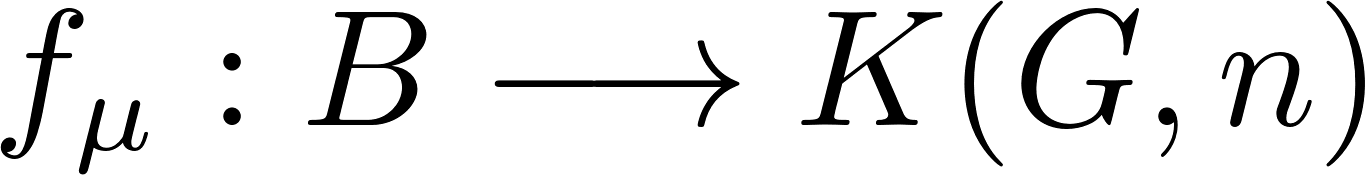 f_μ : B ⟶ K(G, n)